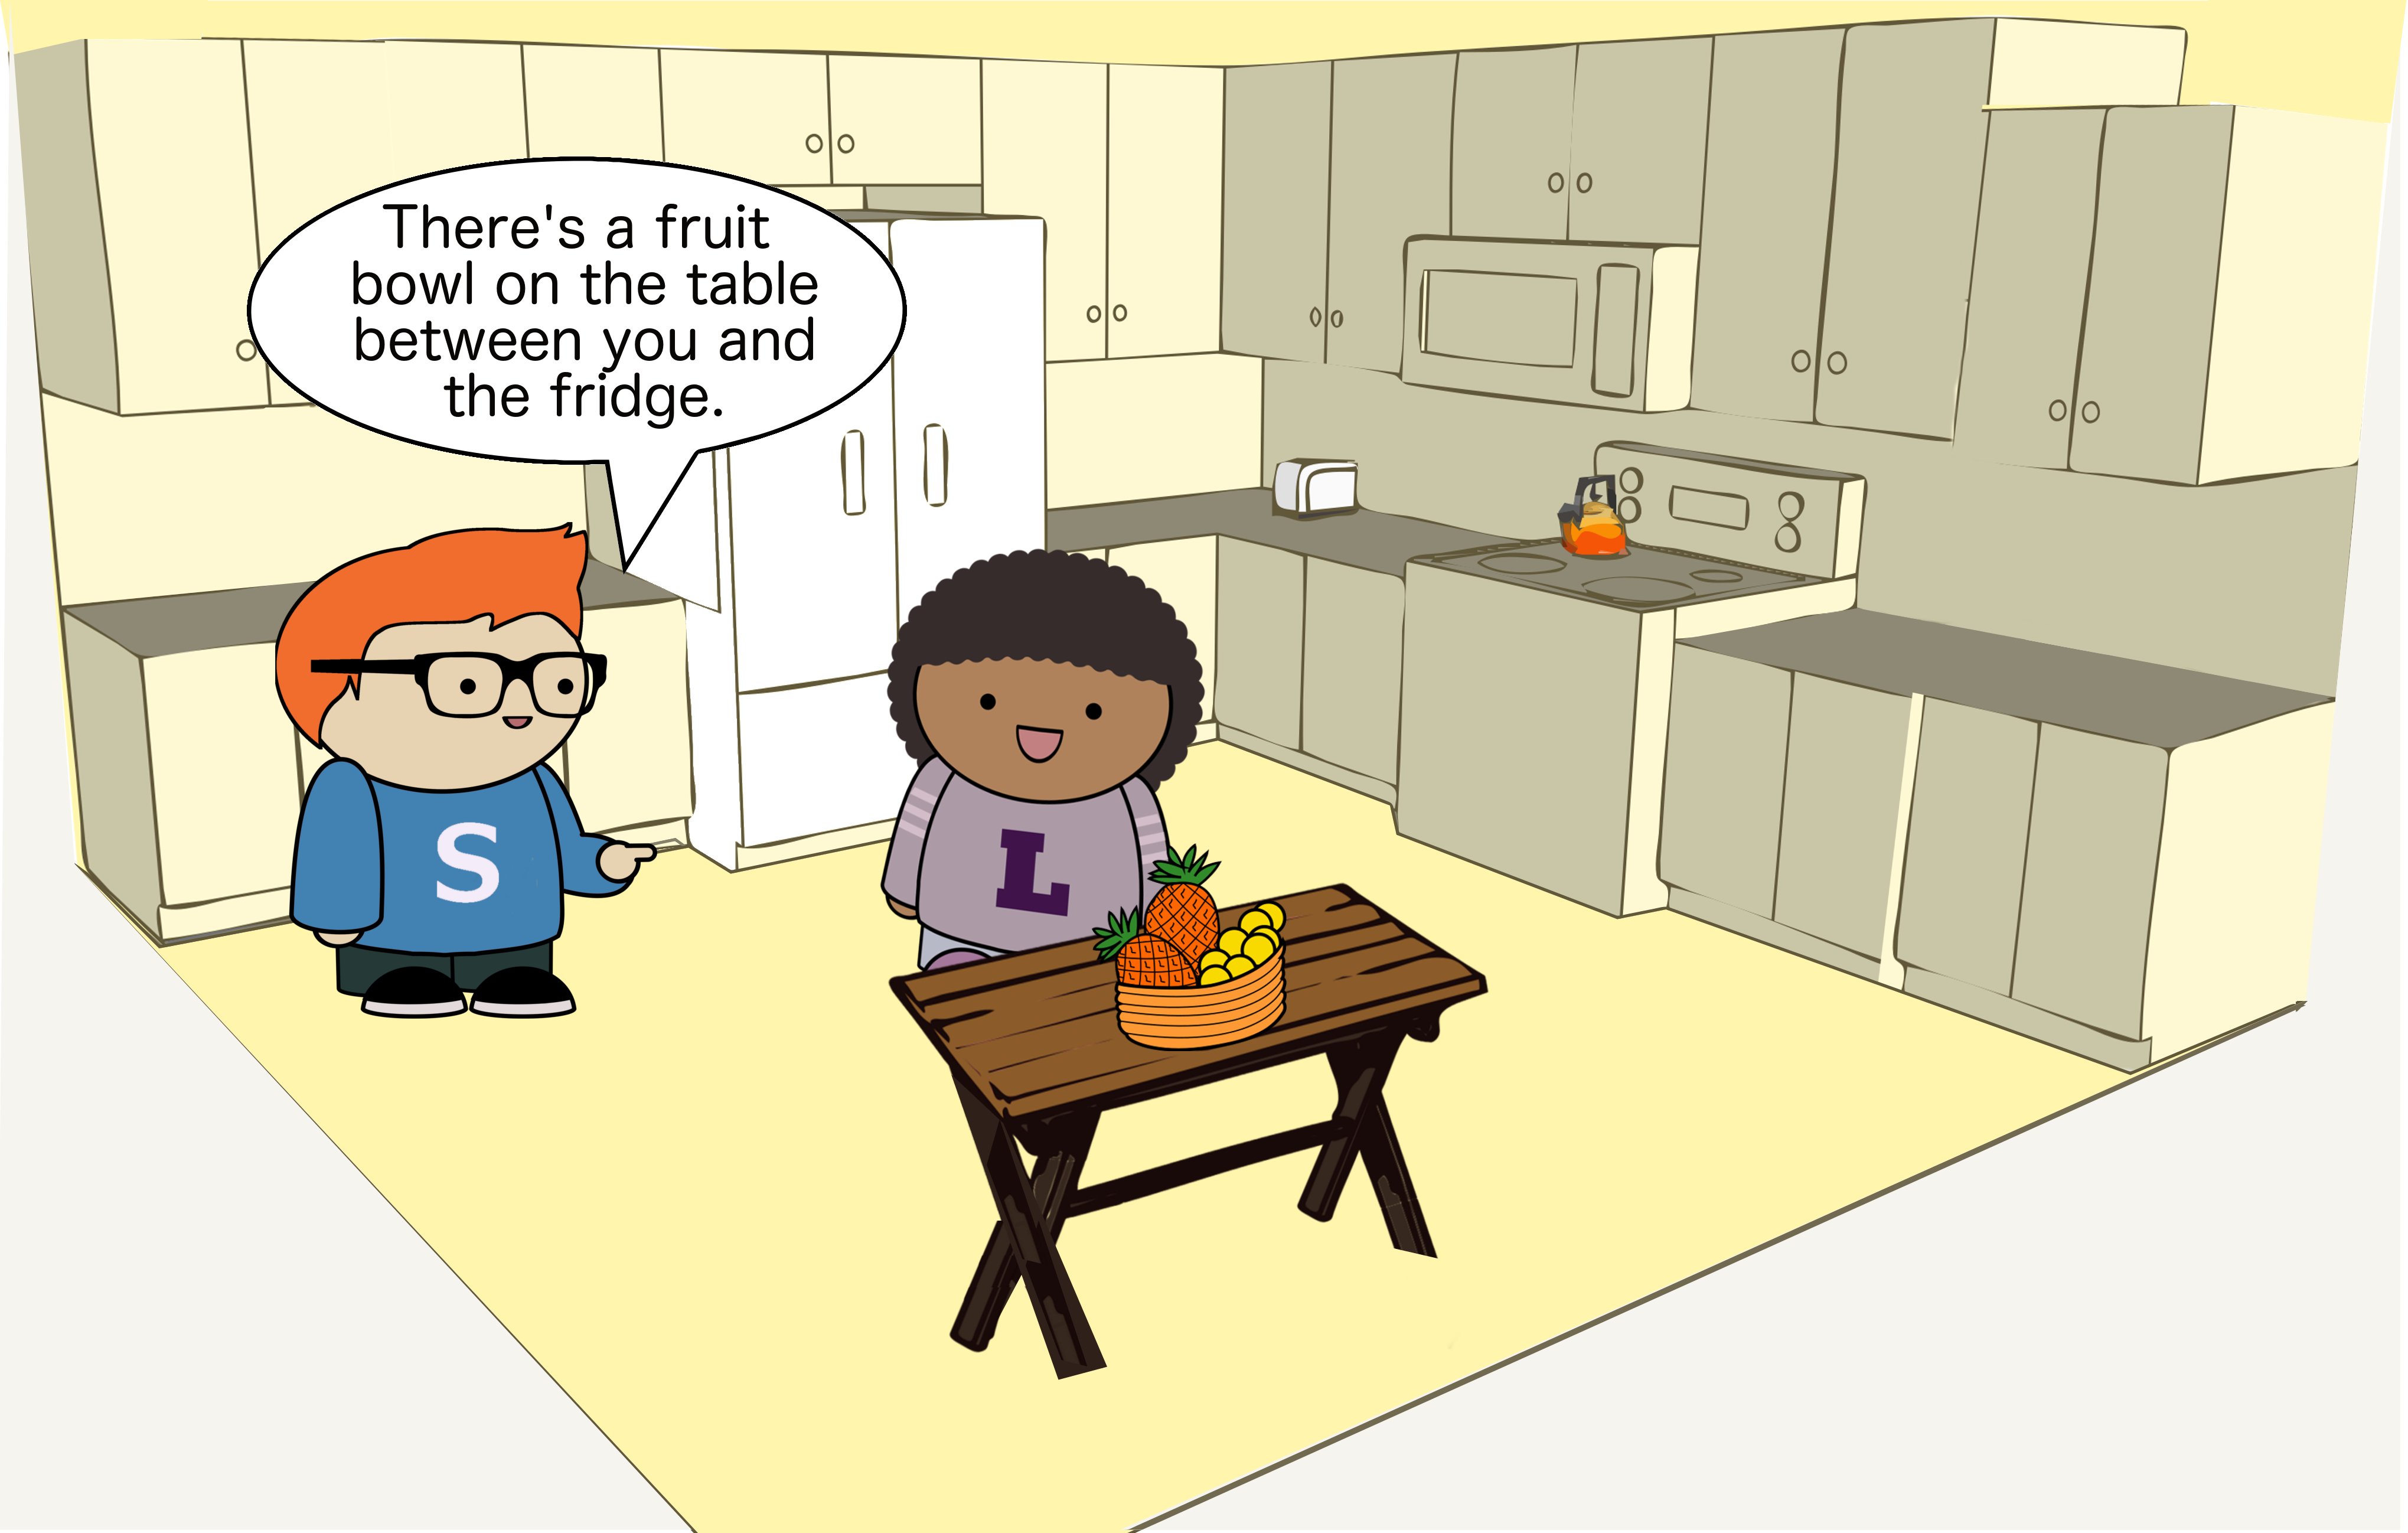 There's a fruit
bowl on the table
between you and
the fridge.
S
L